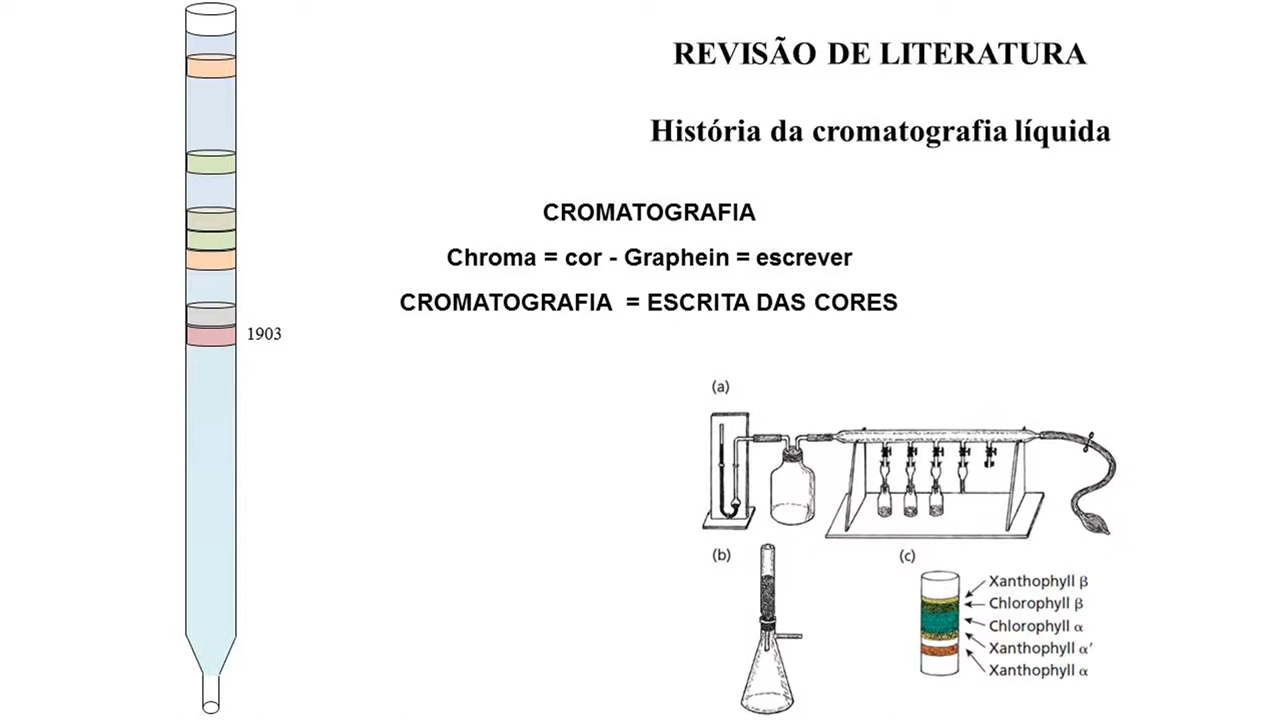 REVISÃO DE LITERATURA
História da cromatografia líquida
CROMATOGRAFIA
Chroma = cor - Graphein = escrever
CROMATOGRAFIA = ESCRITA DAS CORES
1903
(a)
(b)
(c)
Xanthophyll β
Chlorophyll β
Chlorophyll α
Xanthophyll α′
Xanthophyll α